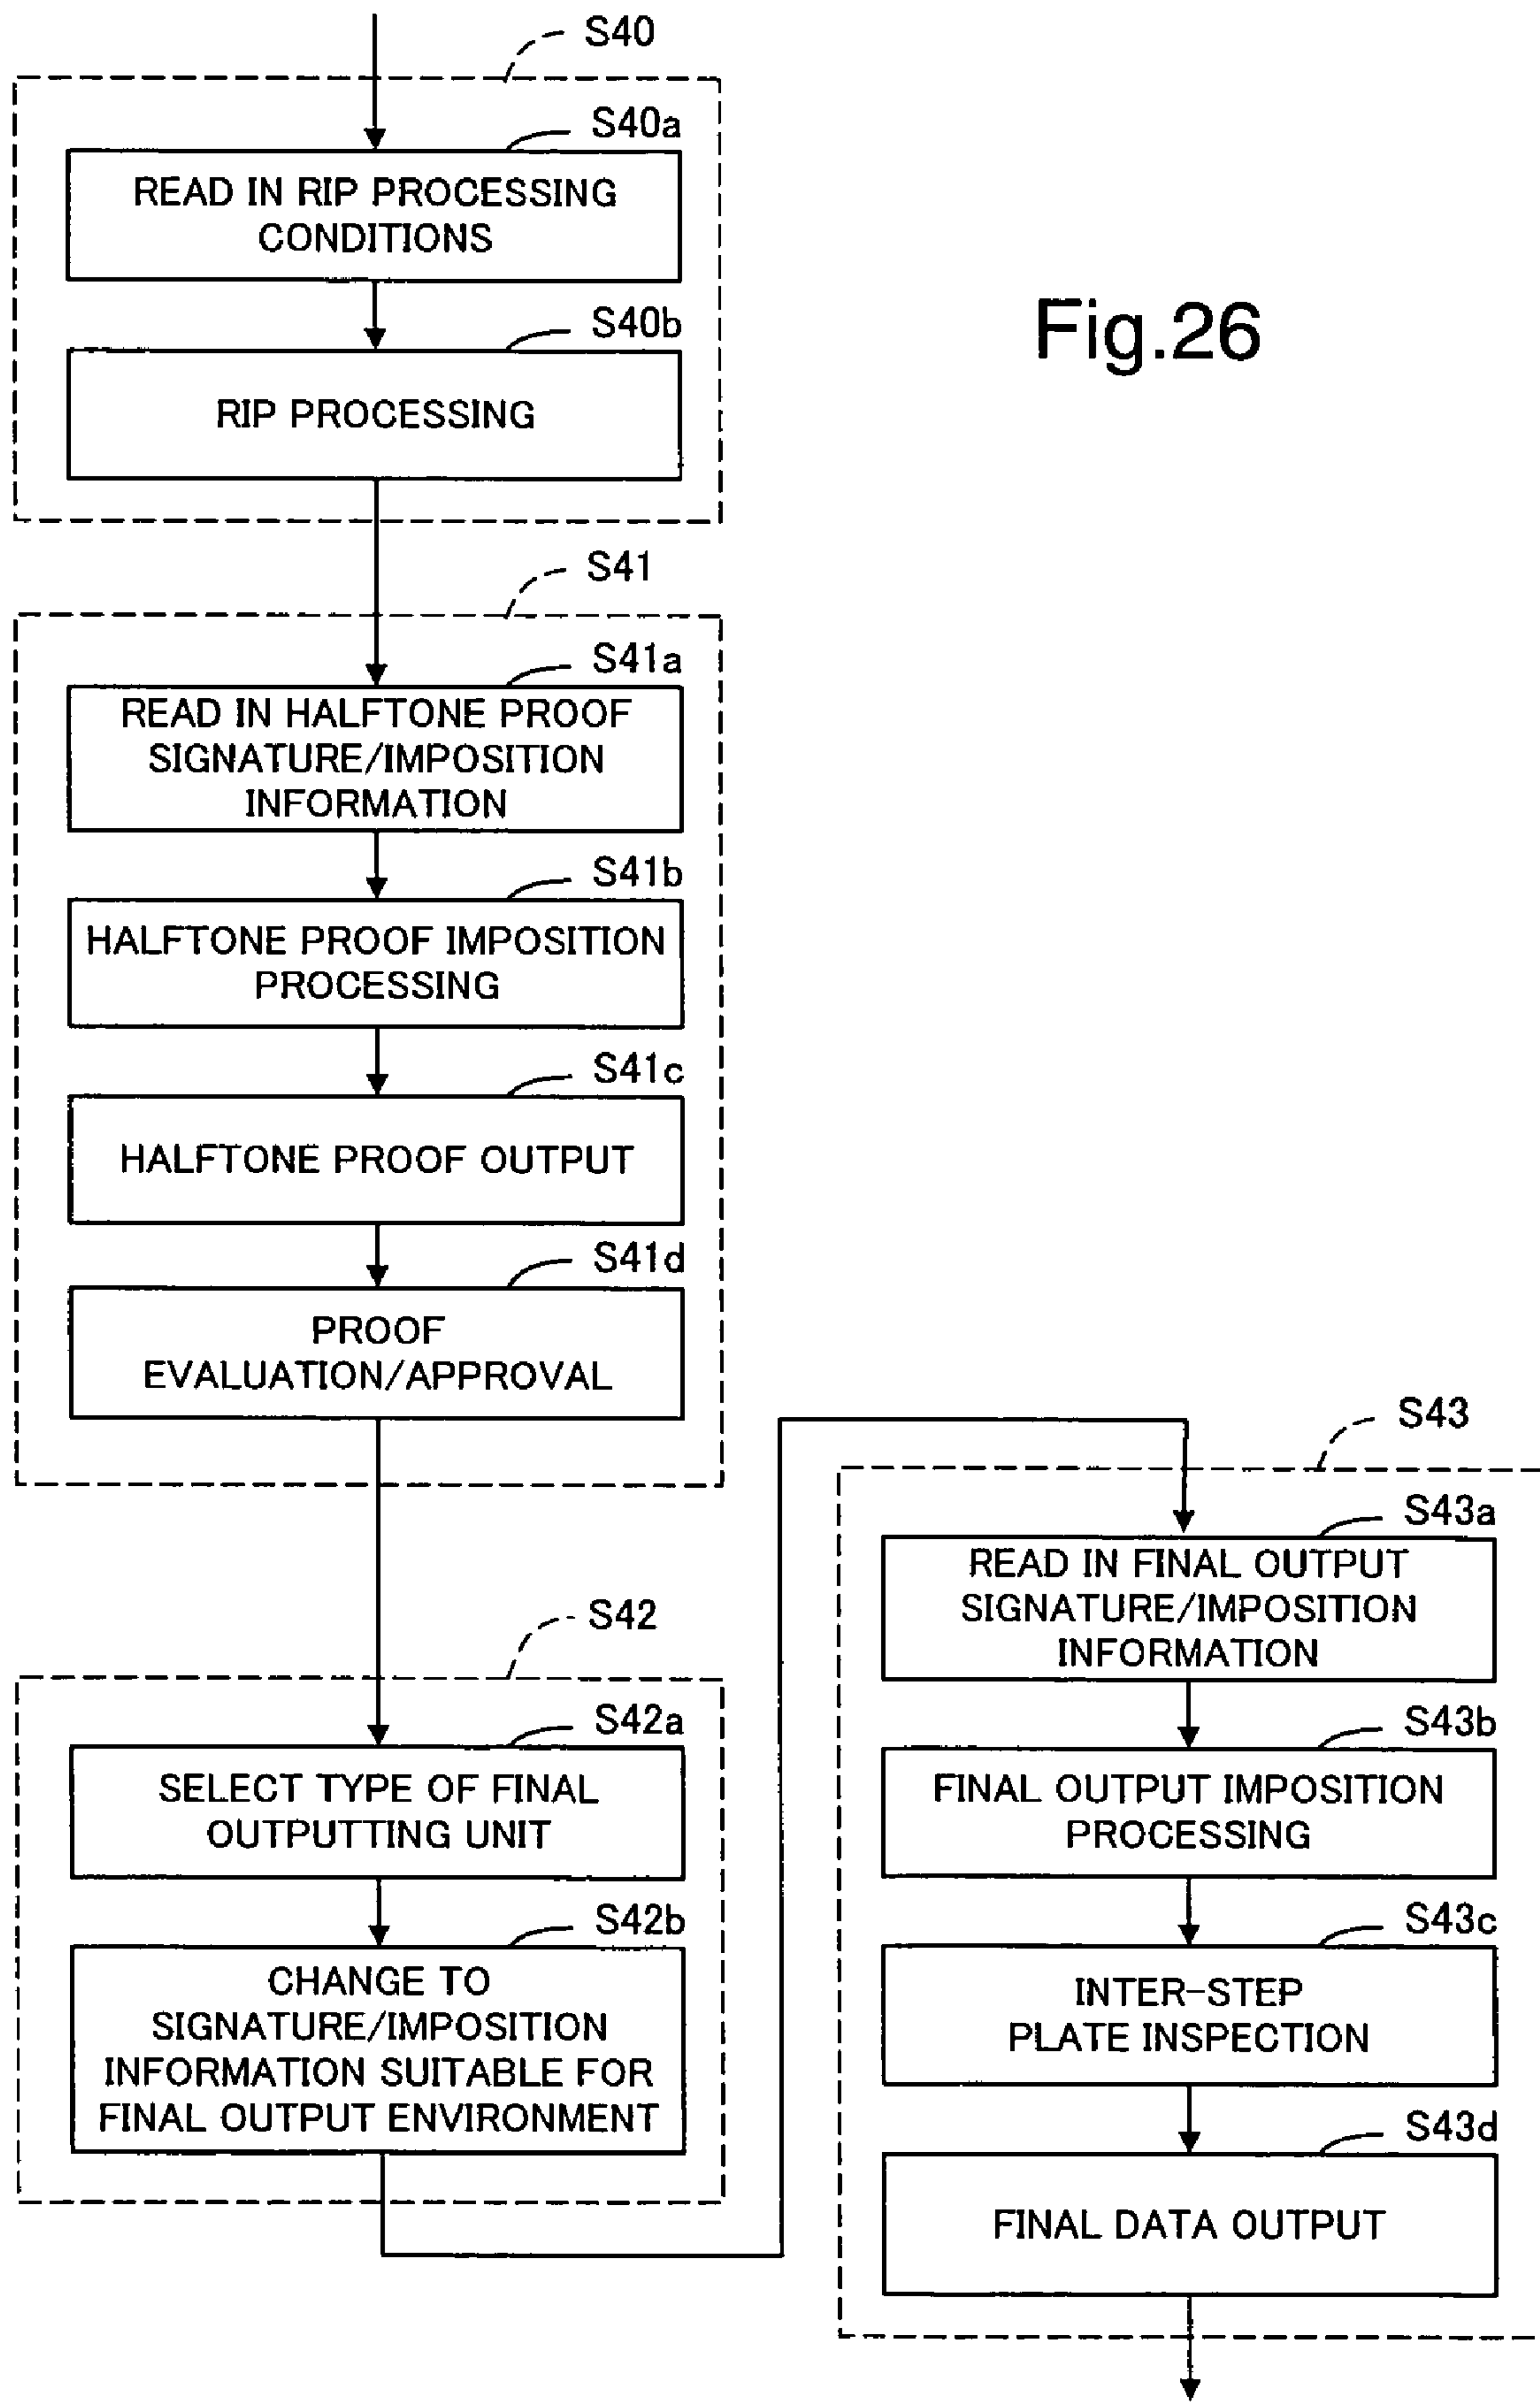 S40
S40a
READ IN RIP PROCESSING
CONDITIONS
S40b
RIP PROCESSING
Fig.26
S41
S41a
READ IN HALFTONE PROOF
SIGNATURE/IMPOSITION
INFORMATION
S41b
HALFTONE PROOF IMPOSITION
PROCESSING
S41c
HALFTONE PROOF OUTPUT
S41d
PROOF
EVALUATION/APPROVAL
S42
S42a
SELECT TYPE OF FINAL
OUTPUTTING UNIT
S42b
CHANGE TO
SIGNATURE/IMPOSITION
INFORMATION SUITABLE FOR
FINAL OUTPUT ENVIRONMENT
S43
S43a
READ IN FINAL OUTPUT
SIGNATURE/IMPOSITION
INFORMATION
S43b
FINAL OUTPUT IMPOSITION
PROCESSING
S43c
INTER-STEP
PLATE INSPECTION
S43d
FINAL DATA OUTPUT